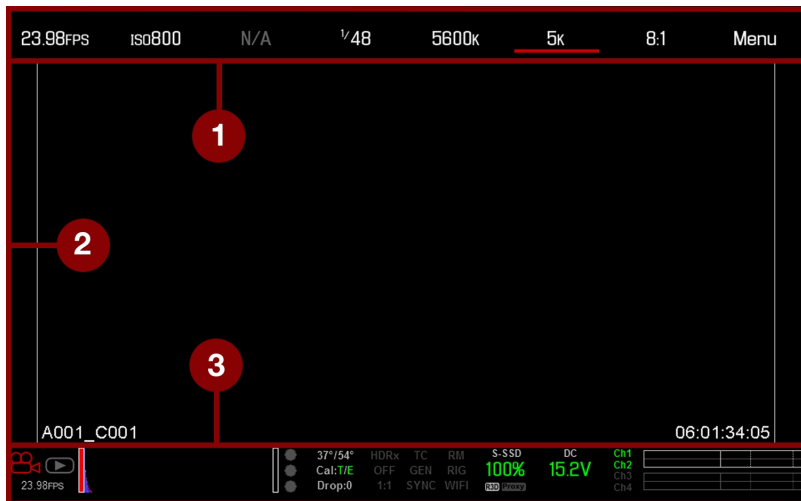 23.98FPS ISO800 N/A 1/48 5600K 5K 8:1 Menu
1
2
3
A001_C001 06:01:34:05
37°/54° HDRx TC RM S-SSD DC Ch1
Cal:T/E OFF GEN RIG 100% 15.2V Ch2
Ch3
23.98FPS Drop:0 1:1 SYNC WIFI R3D Proxy Ch4